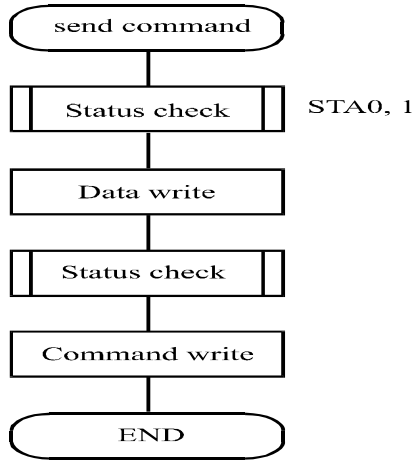 send command
Status check
STA0, 1
Data write
Status check
Command write
END